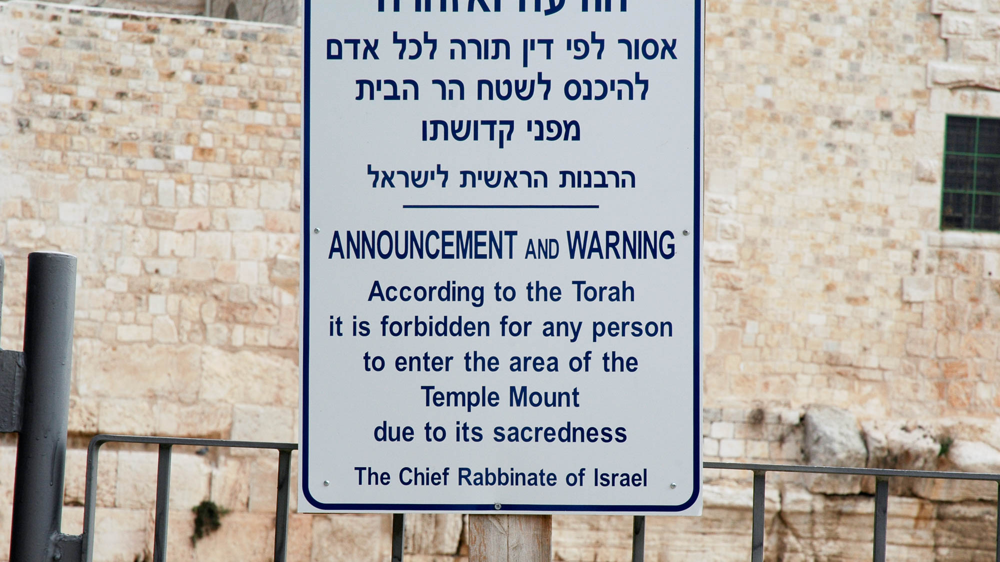 הודעה ואזהרה
אסור לפי דין תורה לכל אדם
להיכנס לשטח הר הבית
מפני קדושתו
הרבנות הראשית לישראל
ANNOUNCEMENT AND WARNING
According to the Torah
it is forbidden for any person
to enter the area of the
Temple Mount
due to its sacredness
The Chief Rabbinate of Israel